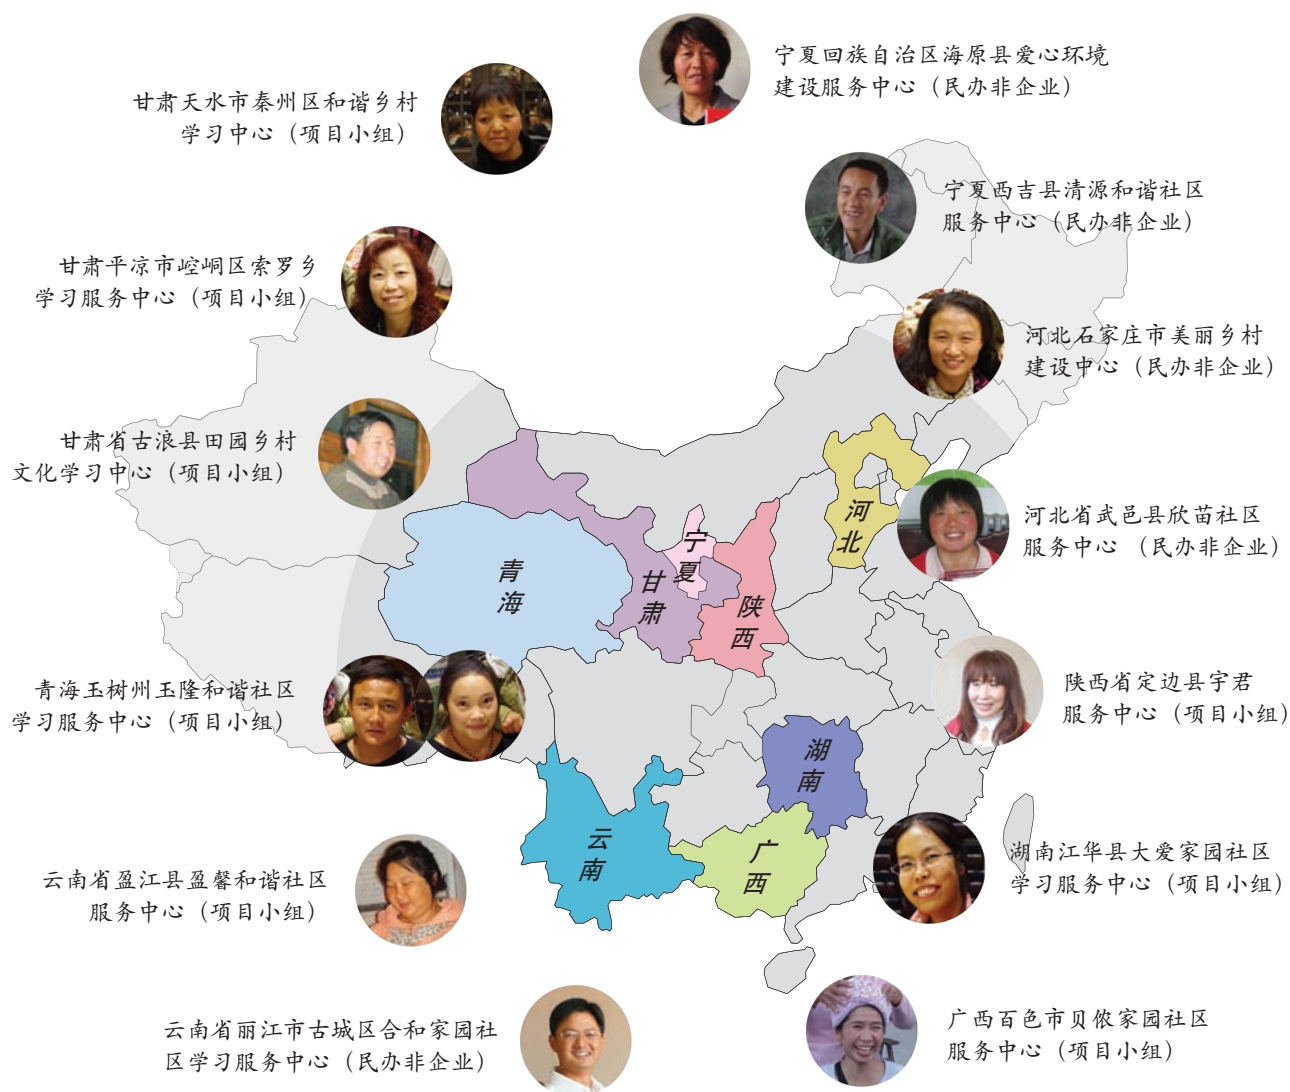 宁夏回族自治区海原县爱心环境
建设服务中心（民办非企业）
甘肃天水市秦州区和谐乡村
学习中心（项目小组）
宁夏西吉县清源和谐社区
服务中心（民办非企业）
甘肃平凉市崆峒区索罗乡
学习服务中心（项目小组）
河北石家庄市美丽乡村
建设中心（民办非企业）
甘肃省古浪县田园乡村
文化学习中心（项目小组）
河北省武邑县欣苗社区
服务中心 （民办非企业）
河北
宁夏
青海
甘肃
陕西
青海玉树州玉隆和谐社区
学习服务中心（项目小组）
陕西省定边县宇君
服务中心（项目小组）
湖南
云南
广西
云南省盈江县盈馨和谐社区
服务中心（项目小组）
湖南江华县大爱家园社区
学习服务中心（项目小组）
云南省丽江市古城区合和家园社
区学习服务中心（民办非企业）
广西百色市贝侬家园社区
服务中心（项目小组）